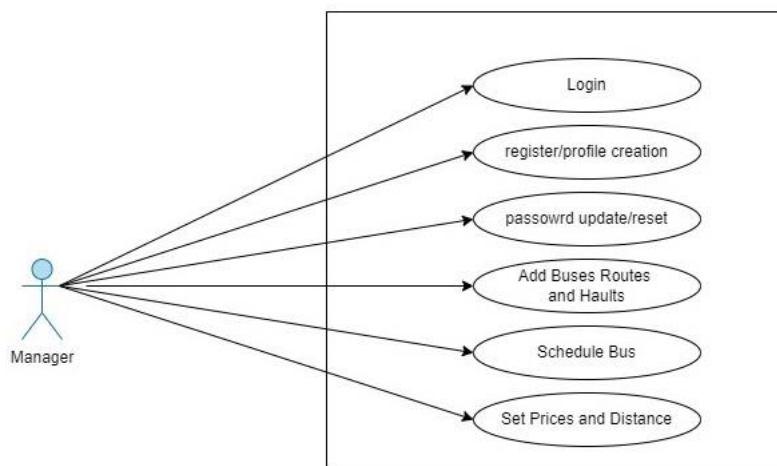 Login
register/profile creation
passowrd update/reset
Add Buses Routes
and Haults
Manager
Schedule Bus
Set Prices and Distance